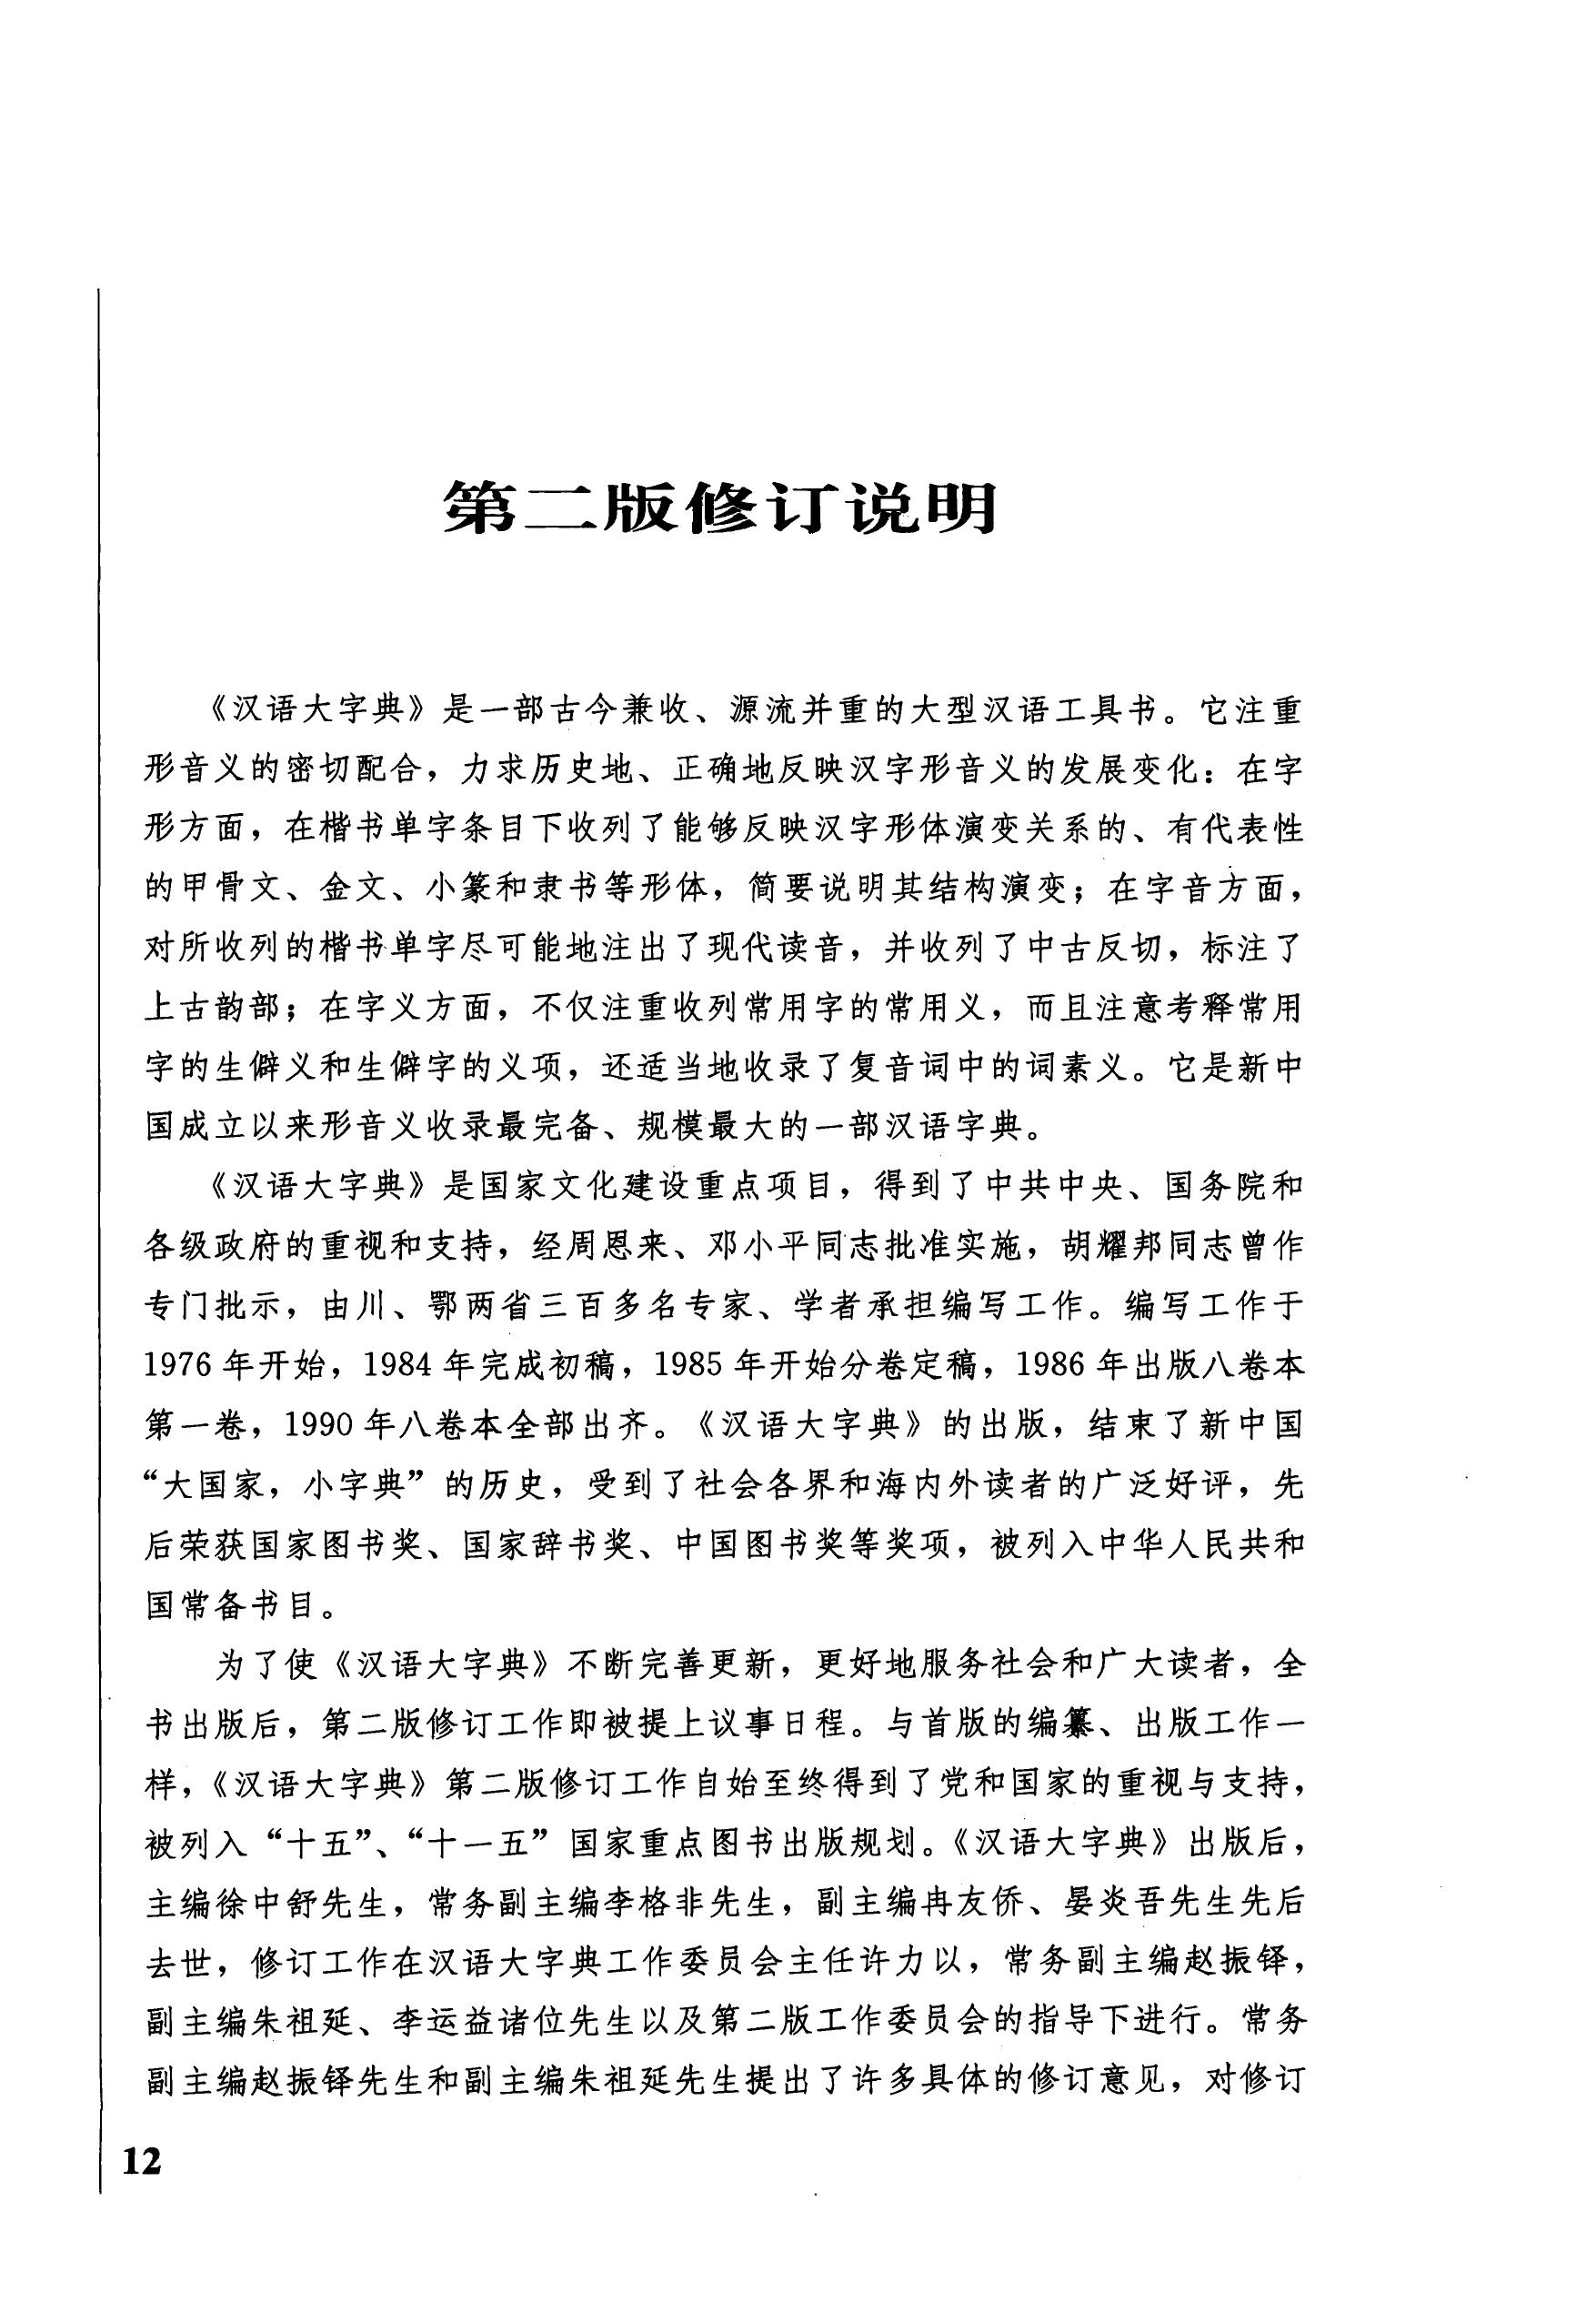 第二版修订说明
《汉语大字典》是一部古今兼收、源流并重的大型汉语工具书。它注重
形音义的密切配合，力求历史地、正确地反映汉字形音义的发展变化：在字
形方面，在楷书单字条目下收列了能够反映汉字形体演变关系的、有代表性
的甲骨文、金文、小篆和隶书等形体，简要说明其结构演变；在字音方面，
对所收列的楷书单字尽可能地注出了现代读音，并收列了中古反切，标注了
上古韵部；在字义方面，不仅注重收列常用字的常用义，而且注意考释常用
字的生僻义和生僻字的义项，还适当地收录了复音词中的词素义。它是新中
国成立以来形音义收录最完备、规模最大的一部汉语字典。
《汉语大字典》是国家文化建设重点项目，得到了中共中央、国务院和
各级政府的重视和支持，经周恩来、邓小平同志批准实施，胡耀邦同志曾作
专门批示，由川、鄂两省三百多名专家、学者承担编写工作。编写工作于
1976 年开始，1984 年完成初稿，1985 年开始分卷定稿，1986 年出版八卷本
第一卷，1990 年八卷本全部出齐。《汉语大字典》的出版，结束了新中国
“大国家，小字典”的历史，受到了社会各界和海内外读者的广泛好评，先
后荣获国家图书奖、国家辞书奖、中国图书奖等奖项，被列入中华人民共和
国常备书目。
为了使《汉语大字典》不断完善更新，更好地服务社会和广大读者，全
书出版后，第二版修订工作即被提上议事日程。与首版的编纂、出版工作一
样，《汉语大字典》第二版修订工作自始至终得到了党和国家的重视与支持，
被列入“十五”、“十一五”国家重点图书出版规划。《汉语大字典》出版后，
主编徐中舒先生，常务副主编李格非先生，副主编冉友侨、晏炎吾先生先后
去世，修订工作在汉语大字典工作委员会主任许力以，常务副主编赵振铎，
副主编朱祖延、李运益诸位先生以及第二版工作委员会的指导下进行。常务
副主编赵振铎先生和副主编朱祖延先生提出了许多具体的修订意见，对修订
12